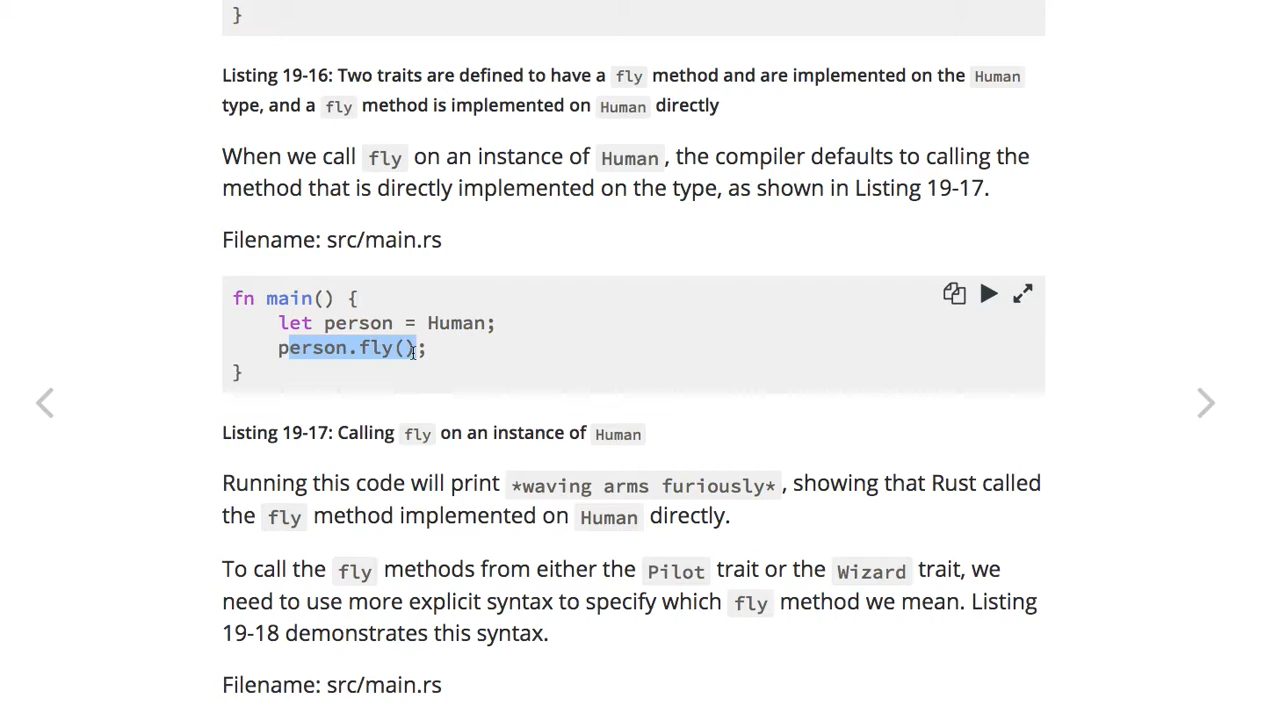 }
Listing 19-16: Two traits are defined to have a fly method and are implemented on the Human
type, and a fly method is implemented on Human directly
When we call fly on an instance of Human, the compiler defaults to calling the
method that is directly implemented on the type, as shown in Listing 19-17.
Filename: src/main.rs
fn main() {
    let person = Human;
    person.fly();
}
Listing 19-17: Calling fly on an instance of Human
Running this code will print *waving arms furiously*, showing that Rust called
the fly method implemented on Human directly.
To call the fly methods from either the Pilot trait or the Wizard trait, we
need to use more explicit syntax to specify which fly method we mean. Listing
19-18 demonstrates this syntax.
Filename: src/main.rs